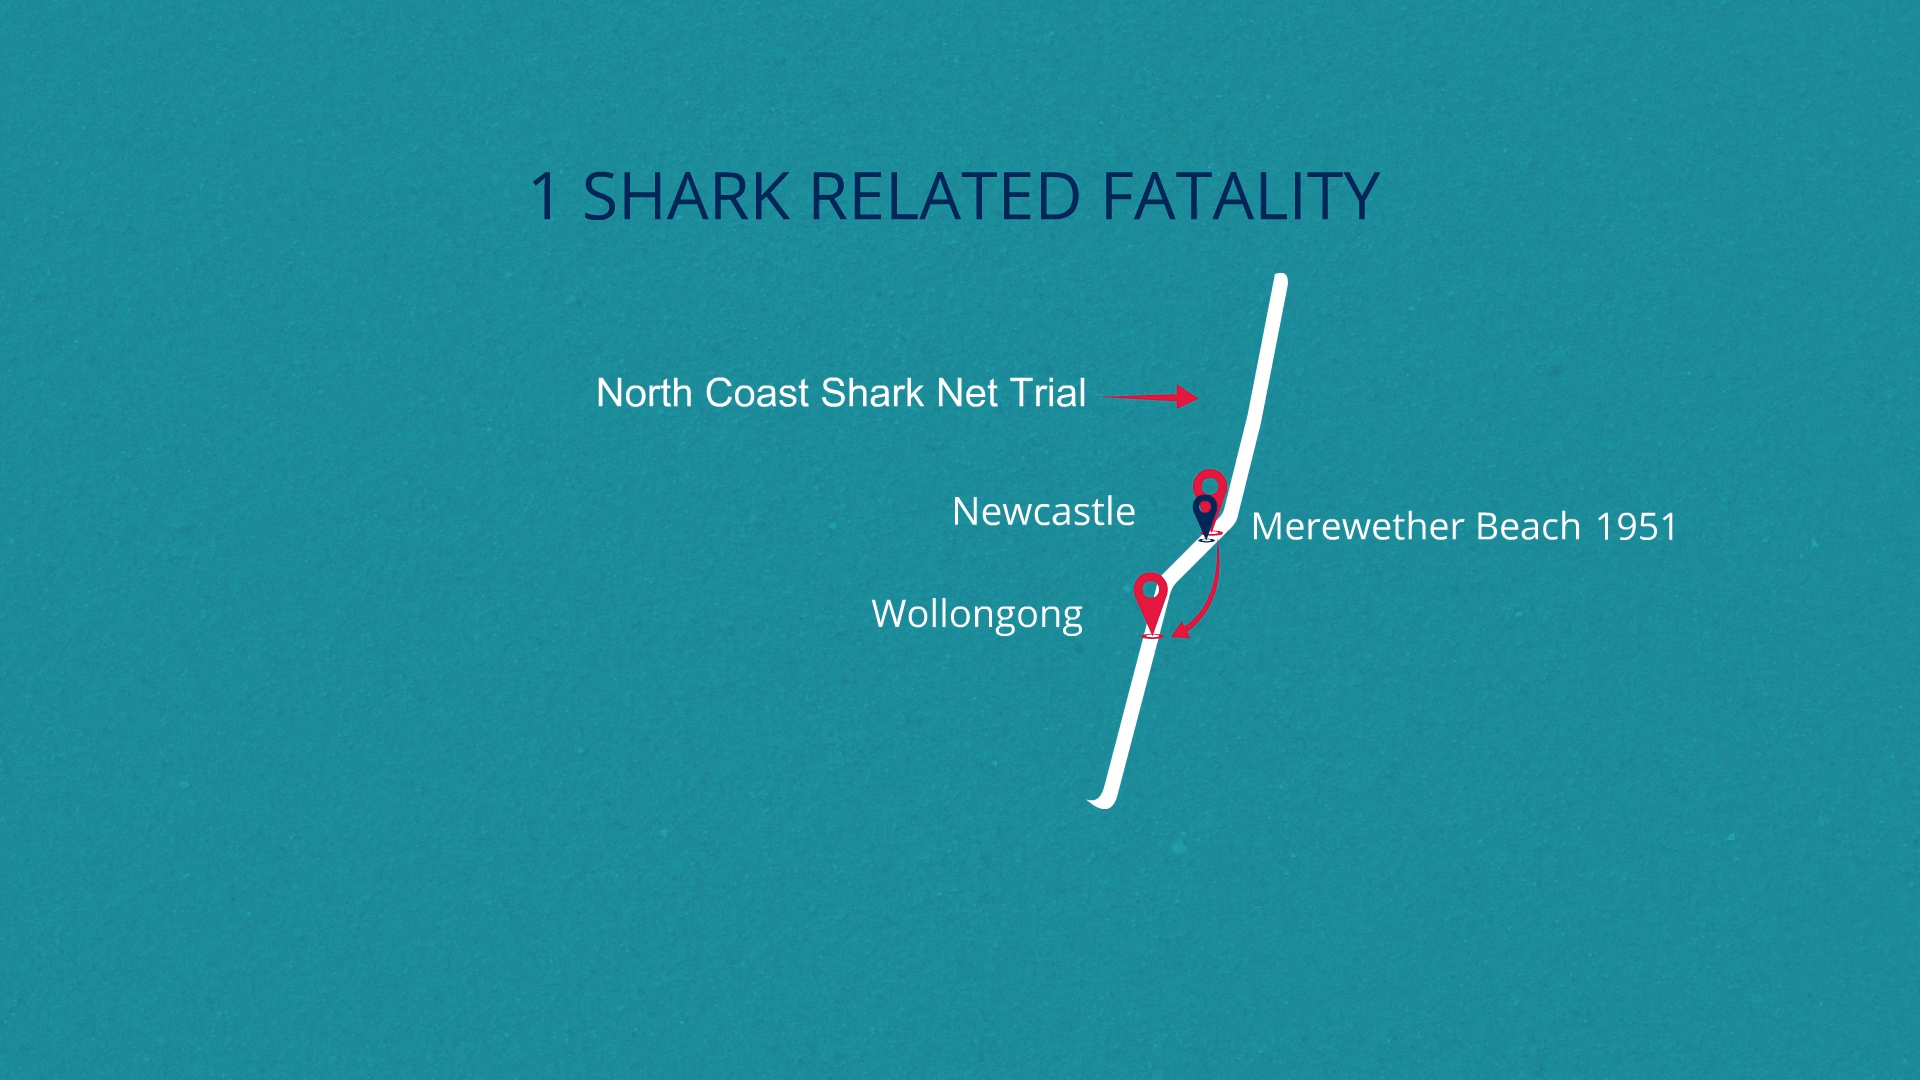 1 SHARK RELATED FATALITY
North Coast Shark Net Trial
Newcastle
Merewether Beach 1951
Wollongong